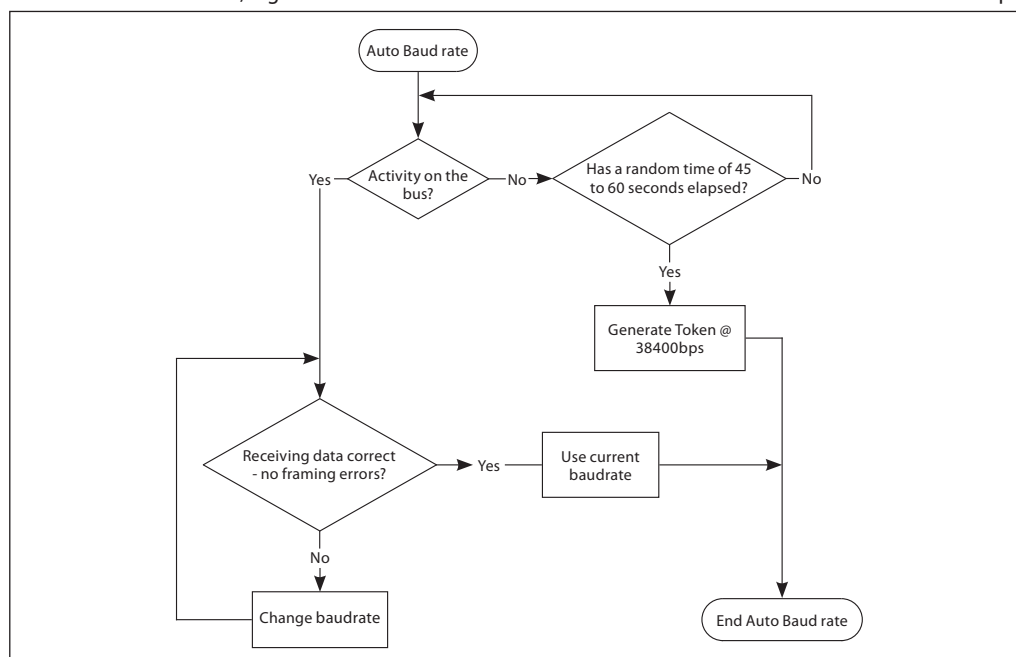 Auto Baud rate
Activity on the
bus?
Yes
No
Has a random time of 45
to 60 seconds elapsed?
No
Yes
Generate Token @
38400bps
Receiving data correct
- no framing errors?
Yes
Use current
baudrate
No
Change baudrate
End Auto Baud rate